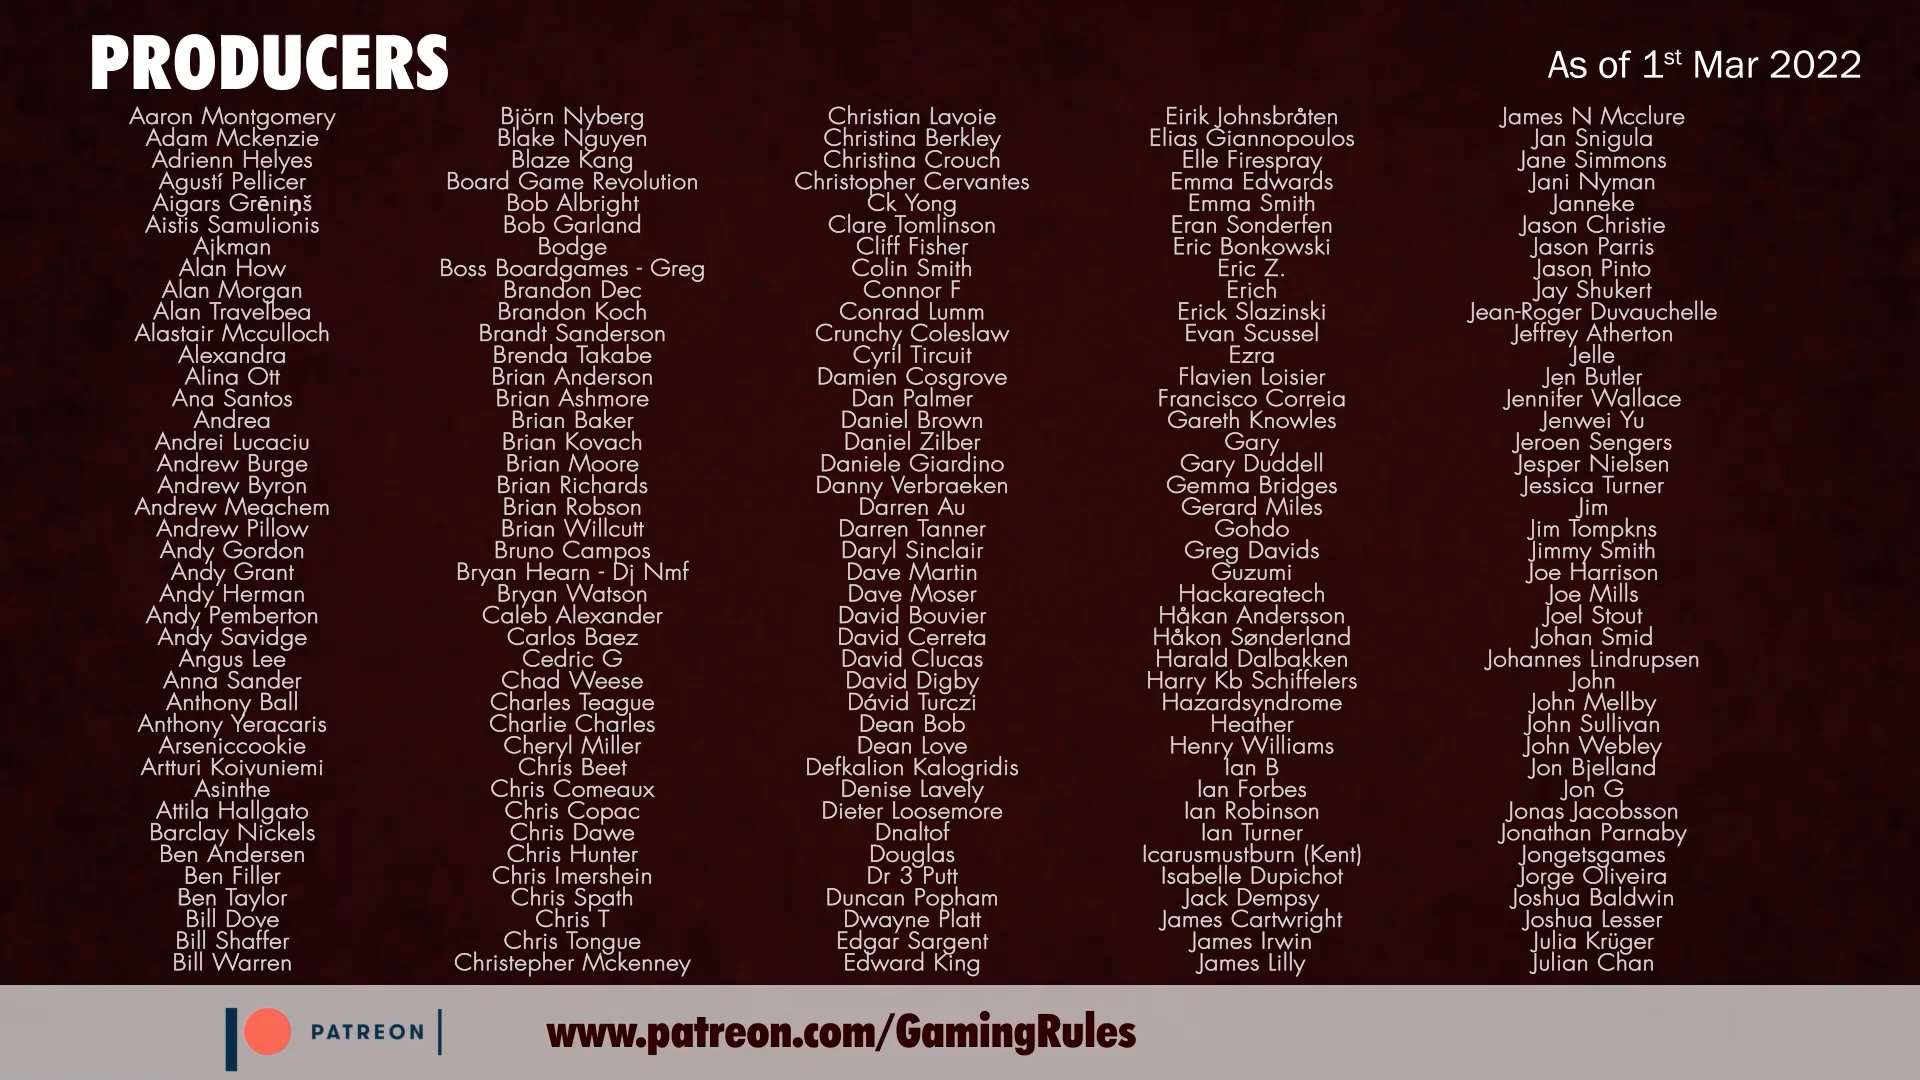 PRODUCERS
As of 1st Mar 2022
Aaron Montgomery
Adam Mckenzie
Adrienn Helyes
Agustí Pellicer
Aigars Grēniņš
Aistis Samulionis
Ajkman
Alan How
Alan Morgan
Alan Travelbea
Alastair Mcculloch
Alexandra
Alina Ott
Ana Santos
Andrea
Andrei Lucaciu
Andrew Burge
Andrew Byron
Andrew Meachem
Andrew Pillow
Andy Gordon
Andy Grant
Andy Herman
Andy Pemberton
Andy Savidge
Angus Lee
Anna Sander
Anthony Ball
Anthony Yeracaris
Arseniccookie
Artturi Koivuniemi
Asinthe
Attila Hallgato
Barclay Nickels
Ben Andersen
Ben Filler
Ben Taylor
Bill Dove
Bill Shaffer
Bill Warren
Björn Nyberg
Blake Nguyen
Blaze Kang
Board Game Revolution
Bob Albright
Bob Garland
Bodge
Boss Boardgames - Greg
Brandon Dec
Brandon Koch
Brandt Sanderson
Brenda Takabe
Brian Anderson
Brian Ashmore
Brian Baker
Brian Kovach
Brian Moore
Brian Richards
Brian Robson
Brian Willcutt
Bruno Campos
Bryan Hearn - Dj Nmf
Bryan Watson
Caleb Alexander
Carlos Baez
Cedric G
Chad Weese
Charles Teague
Charlie Charles
Cheryl Miller
Chris Beet
Chris Comeaux
Chris Copac
Chris Dawe
Chris Hunter
Chris Imershein
Chris Spath
Chris T
Chris Tongue
Christepher Mckenney
Christian Lavoie
Christina Berkley
Christina Crouch
Christopher Cervantes
Ck Yong
Clare Tomlinson
Cliff Fisher
Colin Smith
Connor F
Conrad Lumm
Crunchy Coleslaw
Cyril Tircuit
Damien Cosgrove
Dan Palmer
Daniel Brown
Daniel Zilber
Daniele Giardino
Danny Verbraeken
Darren Au
Darren Tanner
Daryl Sinclair
Dave Martin
Dave Moser
David Bouvier
David Cerreta
David Clucas
David Digby
Dávid Turczi
Dean Bob
Dean Love
Defkalion Kalogridis
Denise Lavely
Dieter Loosemore
Dnaltof
Douglas
Dr 3 Putt
Duncan Popham
Dwayne Platt
Edgar Sargent
Edward King
Eirik Johnsbråten
Elias Giannopoulos
Elle Firespray
Emma Edwards
Emma Smith
Eran Sonderfen
Eric Bonkowski
Eric Z.
Erich
Erick Slazinski
Evan Scussel
Ezra
Flavien Loisier
Francisco Correia
Gareth Knowles
Gary
Gary Duddell
Gemma Bridges
Gerard Miles
Gohdo
Greg Davids
Guzumi
Hackareatech
Håkan Andersson
Håkon Sønderland
Harald Dalbakken
Harry Kb Schiffelers
Hazardsyndrome
Heather
Henry Williams
Ian B
Ian Forbes
Ian Robinson
Ian Turner
Icarusmustburn (Kent)
Isabelle Dupichot
Jack Dempsy
James Cartwright
James Irwin
James Lilly
James N Mcclure
Jan Snigula
Jane Simmons
Jani Nyman
Janneke
Jason Christie
Jason Parris
Jason Pinto
Jay Shukert
Jean-Roger Duvauchelle
Jeffrey Atherton
Jelle
Jen Butler
Jennifer Wallace
Jenwei Yu
Jeroen Sengers
Jesper Nielsen
Jessica Turner
Jim
Jim Tompkns
Jimmy Smith
Joe Harrison
Joe Mills
Joel Stout
Johan Smid
Johannes Lindrupsen
John
John Mellby
John Sullivan
John Webley
Jon Bjelland
Jon G
Jonas Jacobsson
Jonathan Parnaby
Jongetsgames
Jorge Oliveira
Joshua Baldwin
Joshua Lesser
Julia Krüger
Julian Chan
PATREON
www.patreon.com/GamingRules